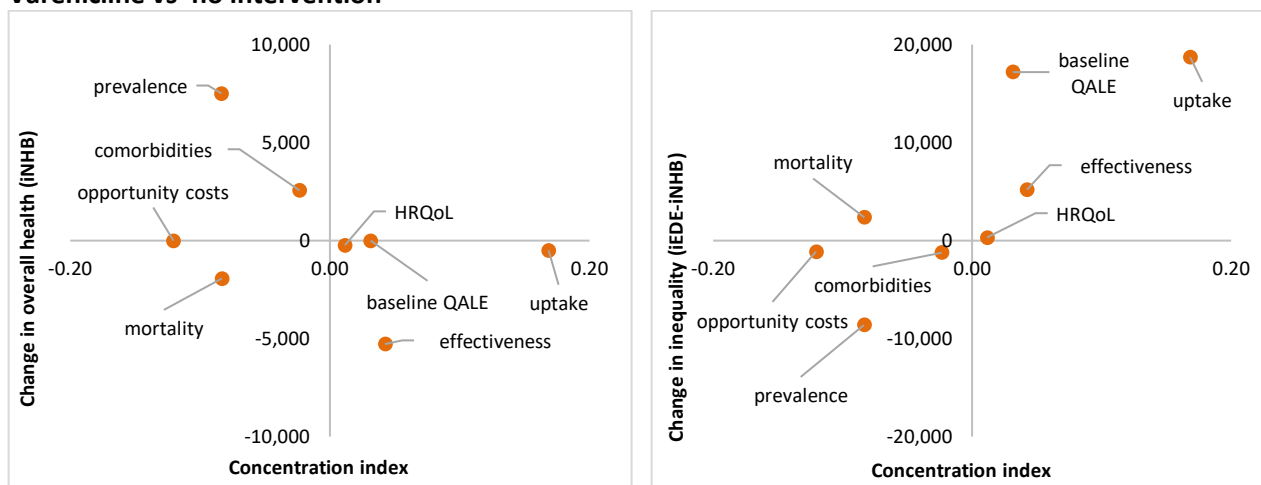 Varenicline vs no intervention
10,000
prevalence
5,000
comorbidities
opportunity costs
HRQoL
0
-0.20
0.00
0.20
baseline QALE
uptake
mortality
-5,000
effectiveness
-10,000
Change in overall health (iNHB)
Concentration index
20,000
baseline
QALE
uptake
10,000
mortality
effectiveness
HRQoL
0
-0.20
0.00
0.20
comorbidities
opportunity costs
-10,000
prevalence
-20,000
Change in inequality (iEDE-iNHB)
Concentration index